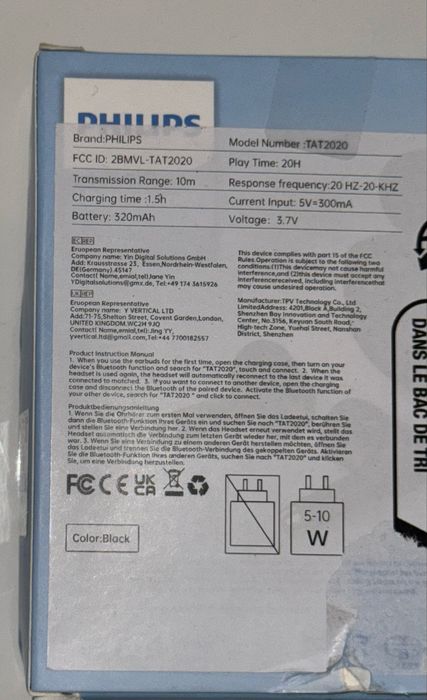 PHILIPS
Brand:PHILIPS
Model Number :TAT2020
FCC ID: 2BMVL-TAT2020
Play Time: 20H
Transmission Range: 10m
Response frequency:20 HZ-20-KHZ
Charging time :1.5h
Current Input: 5V=300mA
Battery: 320mAh
Voltage: 3.7V
EC REP
Eruopean Representative
Company name: Yin Digital Solutions GmbH
Add: Krausstrasse 23, Essen,Nordrhein-Westfalen,
DE(Germany).45147
Contact( Name,email,tel):Jane Yin
YDigitalsolutions@gmx.de, Tel:+49 174 3615926
UK REP
Eruopean Representative
Company name: Y VERTICAL LTD
Add:71-75,Shelton Street, Covent Garden,London,
UNITED KINGDOM.WC2H 9JQ
Contact( Name,email,tel):Jing TY;
yvertical.ltd@gmail.com,Tel:+44 7700182557
This device complies with part 15 of the FCC
Rules Operation is subject to the following two
conditions:(1)This devicemay not cause harmful
interference,and (2)this device must accept any
Interferencereceived, including interferencethat
may cause undesired operation.
Manufacturer:TPV Technology Co., Ltd
LimitedAddress: 4201,Block A,Building 2,
Shenzhen Bay Innovation and Technology
Center, No.3156, Keyuan South Road,
High-tech Zone, Yuehai Street, Nanshan
District, Shenzhen
Product Instruction Manual
1. When you use the earbuds for the first time, open the charging case, then turn on your
device's Bluetooth function and search for "TAT2020", touch and connect. 2. When the
headset is used again, the headset will automatically reconnect to the last device it was
connected to matched. 3. If you want to connect to another device, open the charging
case and disconnect the Bluetooth of the paired device. Activate the Bluetooth function of
your other device, search for "TAT2020 " and click to connect.
Produktbedienungsanleitung
1. Wenn Sie die Ohrhörer zum ersten Mal verwenden, öffnen Sie das Ladeetui, schalten Sie
dann die Bluetooth-Funktion Ihres Geräts ein und suchen Sie nach "TAT2020", berühren Sie
und stellen Sie eine Verbindung her. 2. Wenn das Headset erneut verwendet wird, stellt das
Headset automatisch die Verbindung zum letzten Gerät wieder her, mit dem es verbunden
war. 3. Wenn Sie eine Verbindung zu einem anderen Gerät herstellen möchten, öffnen Sie
das Ladeetui und trennen Sie die Bluetooth-Verbindung des gekoppelten Geräts. Aktivieren
Sie die Bluetooth-Funktion Ihres anderen Geräts, suchen Sie nach "TAT2020" und klicken
Sie, um eine Verbindung herzustellen.
FC CE UK CA
5-10
W
Color:Black
DANS LE BAC DE TRI